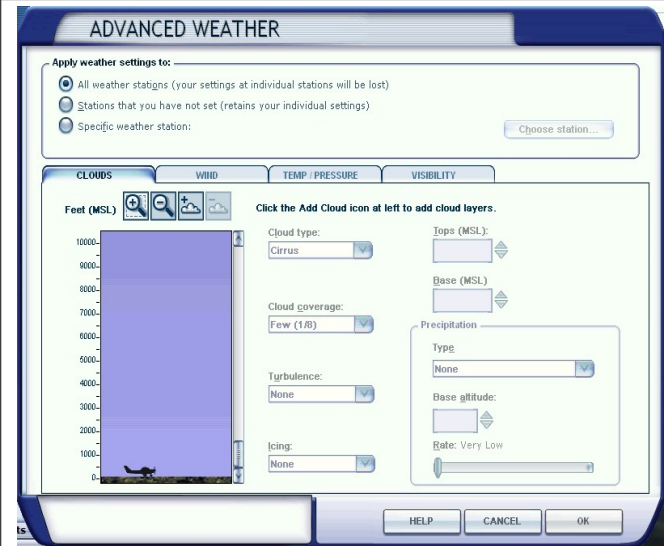 ADVANCED WEATHER
Apply weather settings to:
All weather stations (your settings at individual stations will be lost)
Stations that you have not set (retains your individual settings)
Specific weather station:
Choose station...
CLOUDS WIND TEMP / PRESSURE VISIBILITY
Feet (MSL)
Click the Add Cloud icon at left to add cloud layers.
10000
9000
8000
7000
6000
5000
4000
3000
2000
1000
0
Cloud type:
Cirrus
Cloud coverage:
Few (1/8)
Turbulence:
None
Icing:
None
Tops (MSL):
Base (MSL)
Precipitation
Type
None
Base altitude:
Rate: Very Low
ts
HELP CANCEL OK